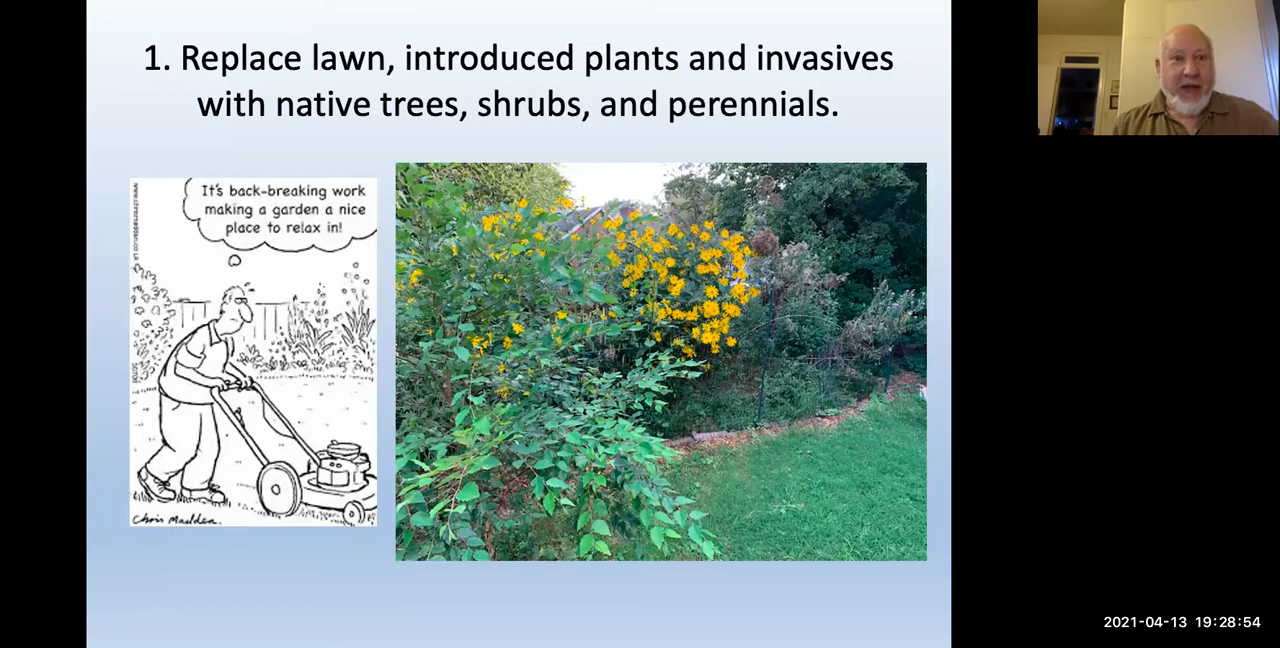 1. Replace lawn, introduced plants and invasives
with native trees, shrubs, and perennials.
It's back-breaking work
making a garden a nice
place to relax in!
Chris Madden.
2021-04-13 19:28:54